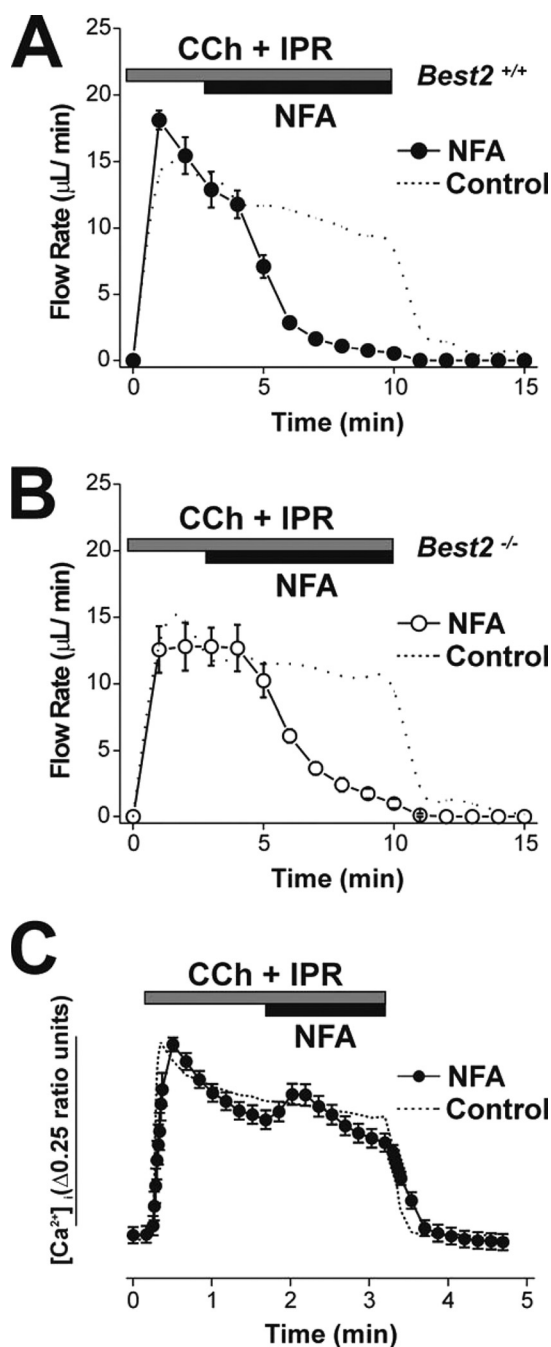 A
25
20
15
10
5
0
Flow Rate (μL/ min)
CCh + IPR
NFA
Best2 +/+
NFA
Control
0 5 10 15
Time (min)
B
25
20
15
10
5
0
Flow Rate (μL/ min)
CCh + IPR
NFA
Best2 -/-
NFA
Control
0 5 10 15
Time (min)
C
[Ca²⁺]i (Δ0.25 ratio units)
CCh + IPR
NFA
NFA
Control
0 1 2 3 4 5
Time (min)